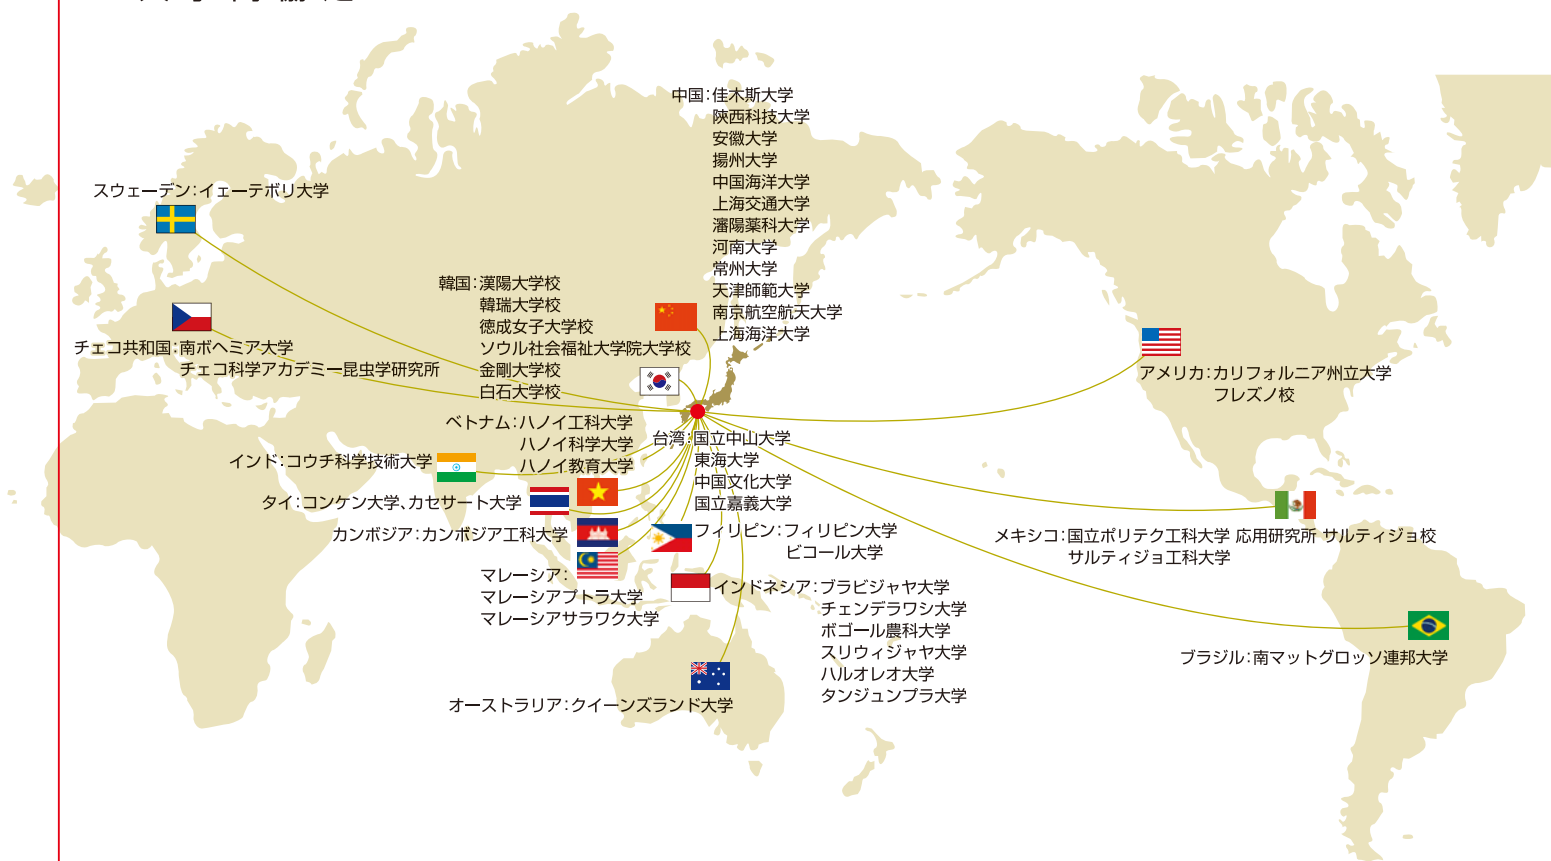 中国：佳木斯大学
陝西科技大学
安徽大学
揚州大学
中国海洋大学
上海交通大学
瀋陽薬科大学
河南大学
常州大学
天津師範大学
南京航空航天大学
上海海洋大学
スウェーデン：イェーテボリ大学
韓国：漢陽大学校
韓瑞大学校
徳成女子大学校
ソウル社会福祉大学院大学校
金剛大学校
白石大学校
チェコ共和国：南ボヘミア大学
チェコ科学アカデミー昆虫学研究所
アメリカ：カリフォルニア州立大学
フレズノ校
ベトナム：ハノイ工科大学
ハノイ科学大学
ハノイ教育大学
台湾：国立中山大学
東海大学
中国文化大学
国立嘉義大学
インド：コウチ科学技術大学
タイ：コンケン大学、カセサート大学
カンボジア：カンボジア工科大学
フィリピン：フィリピン大学
ビコール大学
メキシコ：国立ポリテク工科大学 応用研究所 サルティジョ校
サルティジョ工科大学
マレーシア：
マレーシアプトラ大学
マレーシアサラワク大学
インドネシア：ブラビジャヤ大学
チェンデラワシ大学
ボゴール農科大学
スリウィジャヤ大学
ハルオレオ大学
タンジュンプラ大学
ブラジル：南マットグロッソ連邦大学
オーストラリア：クイーンズランド大学